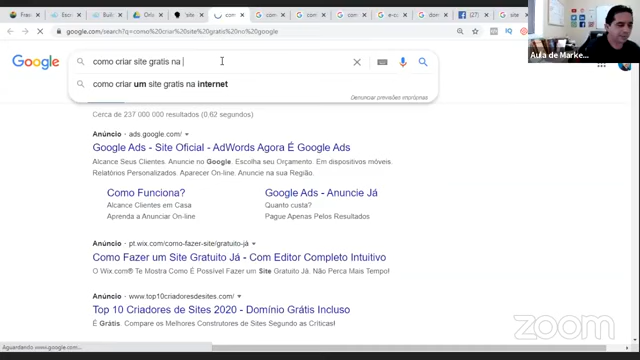 com
(27)
google.com/search?q=como%20criar%20site%20gratis%20no%20google
Aula de Marke...
Google
como criar site gratis na
como criar um site gratis na internet
Denunciar previsões impróprias
Cerca de 237 000 000 resultados (0,62 segundos)
Anúncio · ads.google.com/
Google Ads - Site Oficial - AdWords Agora É Google Ads
Alcance Seus Clientes. Anuncie no Google. Escolha seu Orçamento. Em dispositivos móveis.
Relatórios Personalizados. Aparecer On-line. Anuncie na sua Região.
Como Funciona?
Google Ads - Anuncie Já
Alcance Clientes em Casa
Quanto custa?
Aprenda a Anunciar On-line
Pague Apenas Pelos Resultados
Anúncio · pt.wix.com/como-fazer-site/gratuito-já
Como Fazer um Site Gratuito Já - Com Editor Completo Intuitivo
O Wix.com® Te Mostra Como É Possível Fazer um Site Gratuito Já. Não Perca Mais Tempo!
Anúncio · www.top10criadoresdesites.com/
Top 10 Criadores de Sites 2020 - Domínio Grátis Incluso
É Grátis. Compare os Melhores Construtores de Sites Segundo as Críticas!
Aguardando www.google.com...
zoom